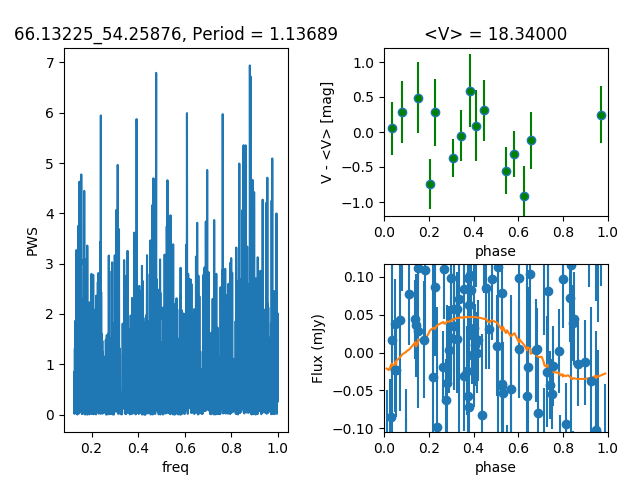 66.13225_54.25876, Period = 1.13689
<V> = 18.34000
PWS
7
6
5
4
3
2
1
0
0.2 0.4 0.6 0.8 1.0
freq
V - <V> [mag]
1.0
0.5
0.0
−0.5
−1.0
0.0 0.2 0.4 0.6 0.8 1.0
phase
Flux (mJy)
0.10
0.05
0.00
−0.05
−0.10
0.0 0.2 0.4 0.6 0.8 1.0
phase